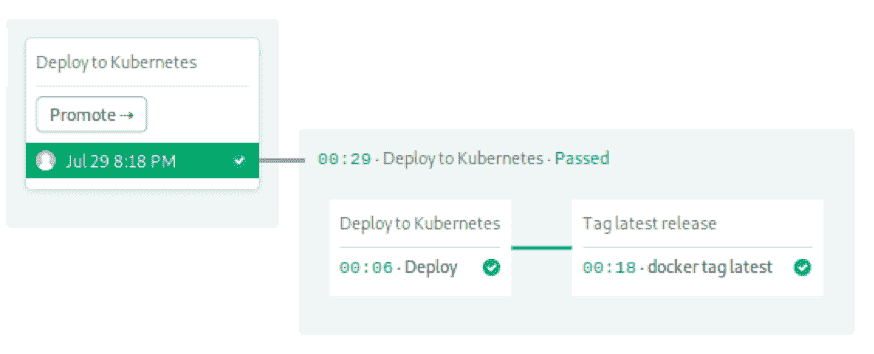 Deploy to Kubernetes
Promote ⇢
Jul 29 8:18 PM
00:29 · Deploy to Kubernetes · Passed
Deploy to Kubernetes
00:06 · Deploy
Tag latest release
00:18 · docker tag latest